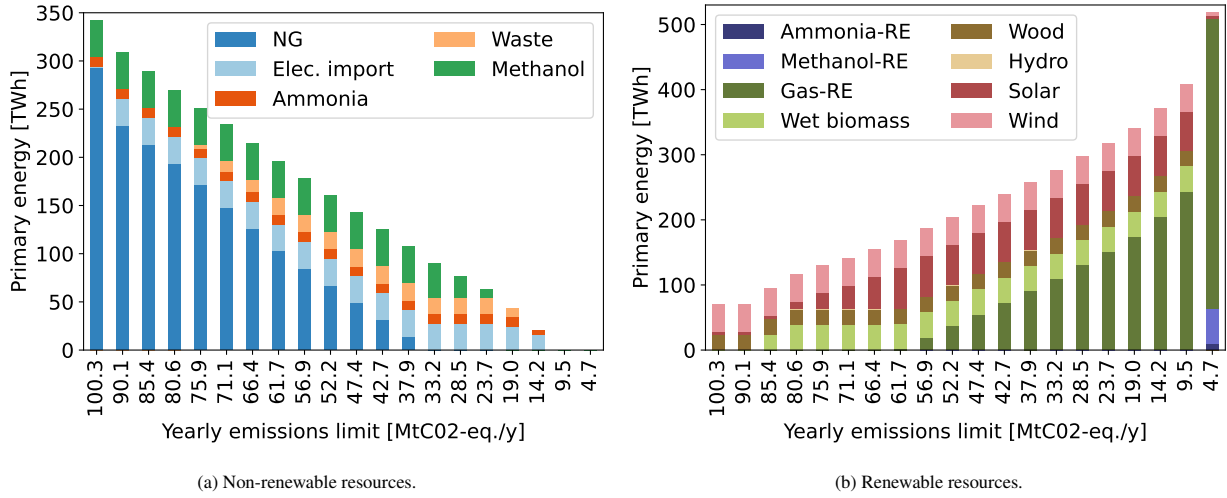 350
300
250
200
150
100
50
0
Primary energy [TWh]
NG
Elec. import
Ammonia
Waste
Methanol
100.3
90.1
85.4
80.6
75.9
71.1
66.4
61.7
56.9
52.2
47.4
42.7
37.9
33.2
28.5
23.7
19.0
14.2
9.5
4.7
Yearly emissions limit [MtC02-eq./y]
(a) Non-renewable resources.
500
400
300
200
100
0
Primary energy [TWh]
Ammonia-RE
Methanol-RE
Gas-RE
Wet biomass
Wood
Hydro
Solar
Wind
100.3
90.1
85.4
80.6
75.9
71.1
66.4
61.7
56.9
52.2
47.4
42.7
37.9
33.2
28.5
23.7
19.0
14.2
9.5
4.7
Yearly emissions limit [MtC02-eq./y]
(b) Renewable resources.